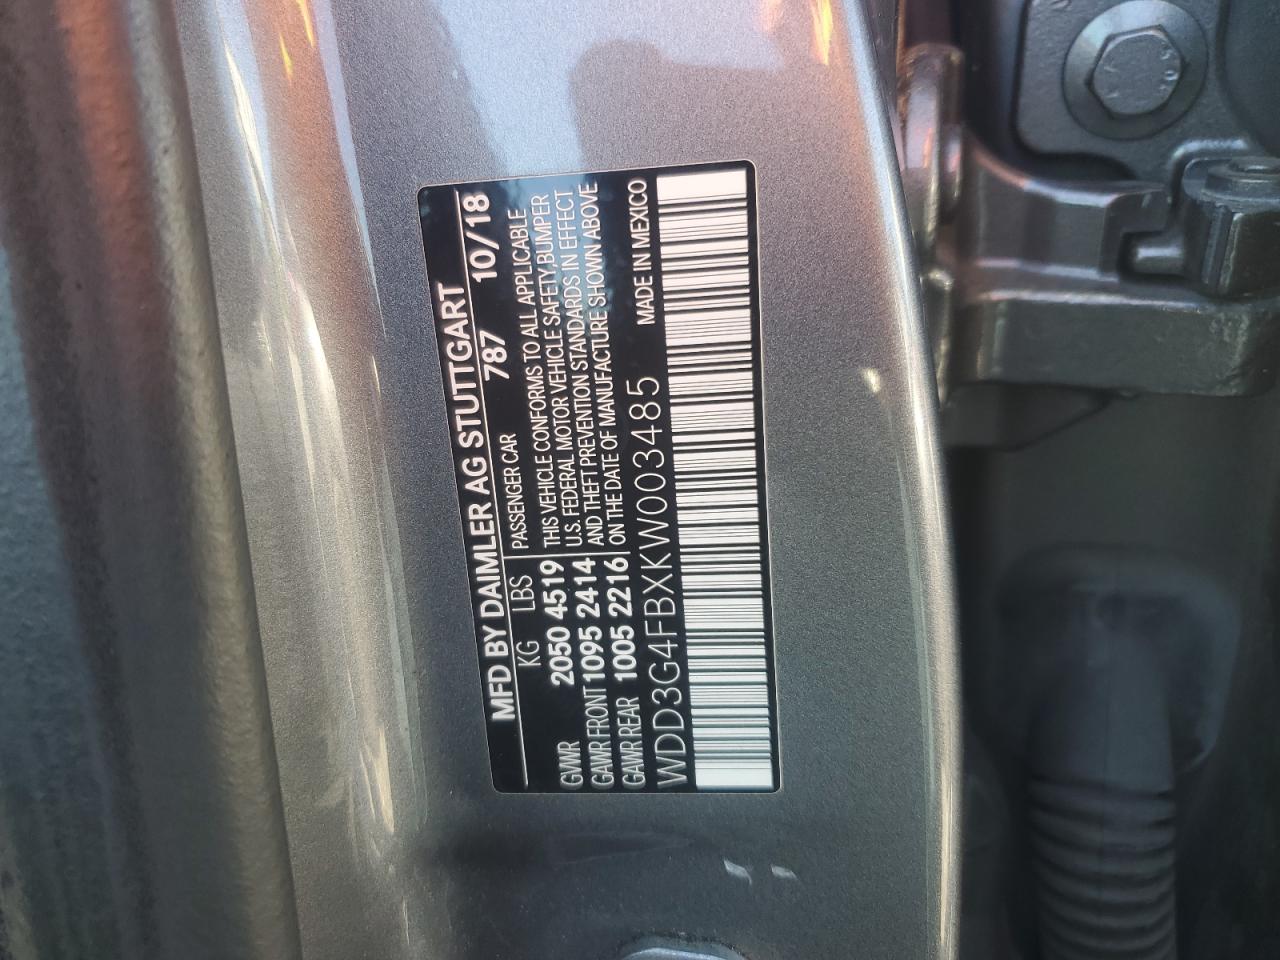 MFD BY DAIMLER AG STUTTGART
787 10/18
KG LBS PASSENGER CAR
GVWR 2050 4519
GAWR FRONT 1095 2414
GAWR REAR 1005 2216
THIS VEHICLE CONFORMS TO ALL APPLICABLE
U.S. FEDERAL MOTOR VEHICLE SAFETY,BUMPER
AND THEFT PREVENTION STANDARDS IN EFFECT
ON THE DATE OF MANUFACTURE SHOWN ABOVE
WDD3G4FBXKW003485 MADE IN MEXICO